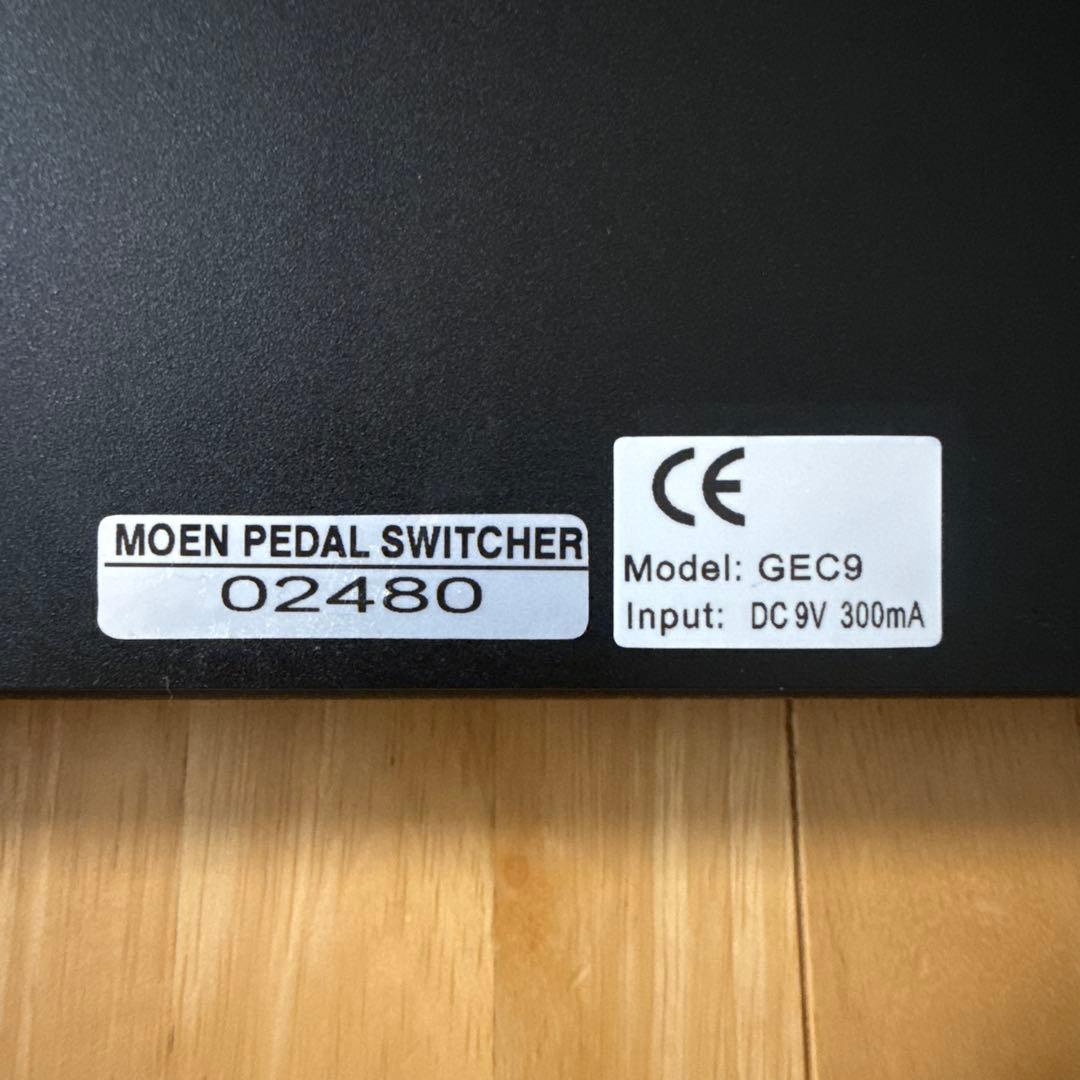 MOEN PEDAL SWITCHER
02480
CE
Model: GEC9
Input: DC 9V 300mA